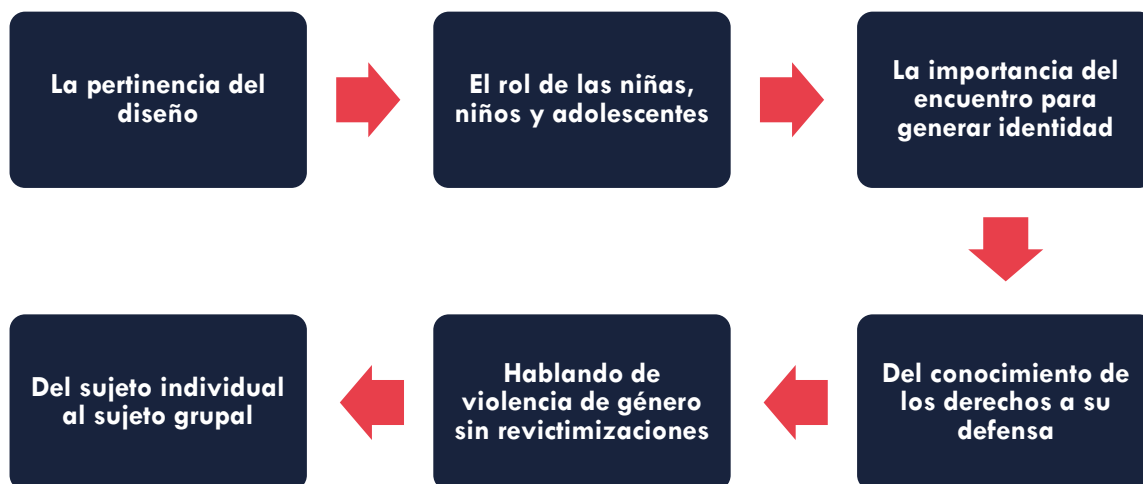 La pertinencia del
diseño
El rol de las niñas,
niños y adolescentes
La importancia del
encuentro para
generar identidad
Del conocimiento de
los derechos a su
defensa
Hablando de
violencia de género
sin revictimizaciones
Del sujeto individual
al sujeto grupal